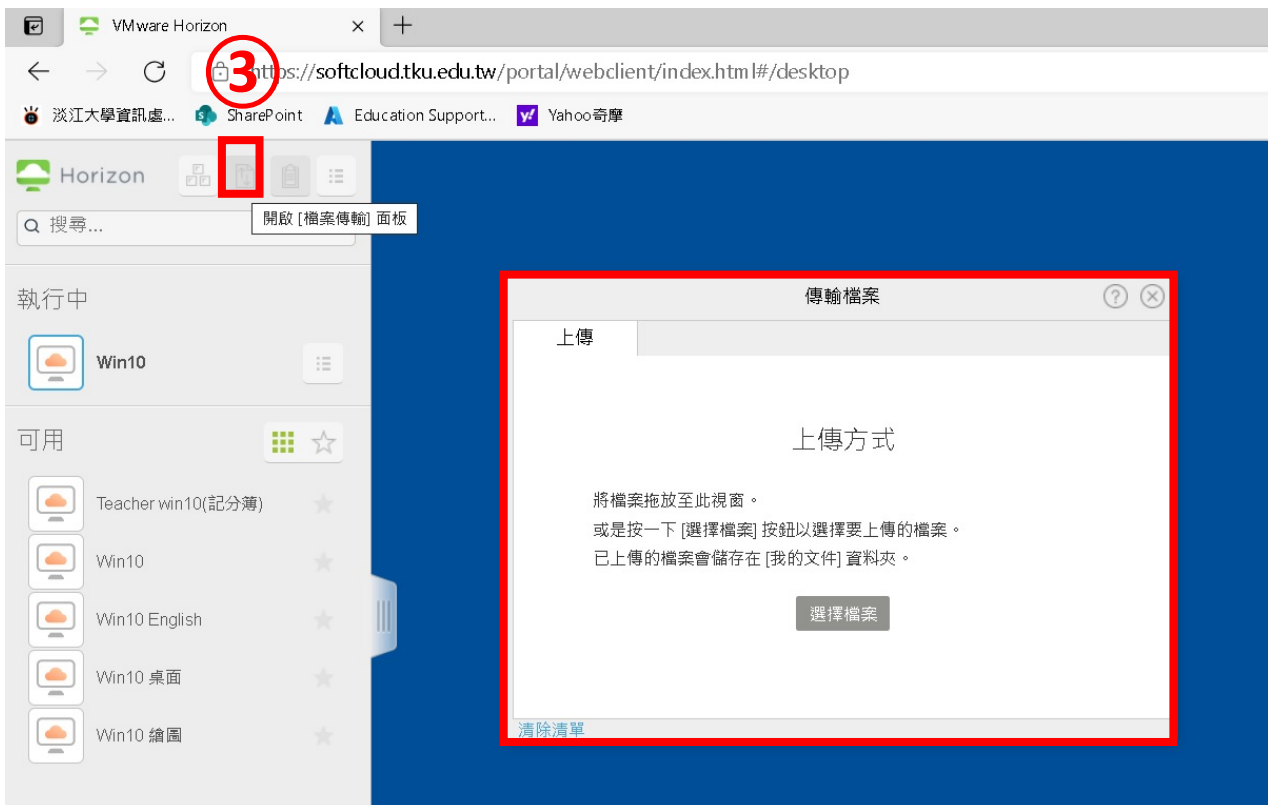 VMware Horizon
③
https://softcloud.tku.edu.tw/portal/webclient/index.html#/desktop
淡江大學資訊處... SharePoint Education Support... Yahoo奇摩
Horizon
開啟 [檔案傳輸] 面板
搜尋...
執行中
Win10
可用
Teacher win10(記分簿)
Win10
Win10 English
Win10 桌面
Win10 繪圖
傳輸檔案
上傳
上傳方式
將檔案拖放至此視窗。
或是按一下 [選擇檔案] 按鈕以選擇要上傳的檔案。
已上傳的檔案會儲存在 [我的文件] 資料夾。
選擇檔案
清除清單